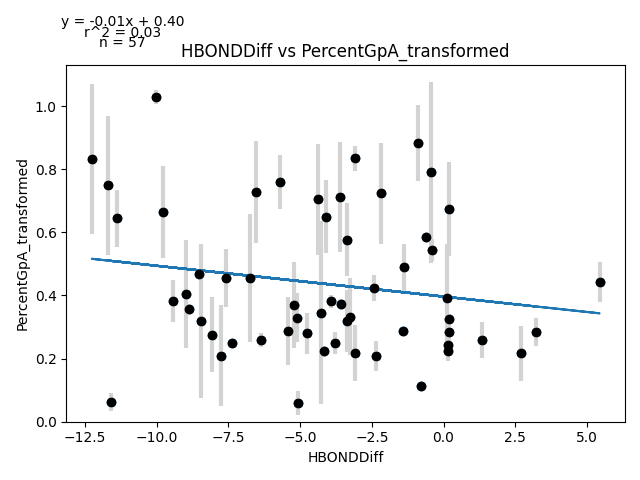 y = -0.01x + 0.40
r^2 = 0.03
n = 57
HBONDDiff vs PercentGpA_transformed
PercentGpA_transformed
1.0
0.8
0.6
0.4
0.2
0.0
−12.5 −10.0 −7.5 −5.0 −2.5 0.0 2.5 5.0
HBONDDiff